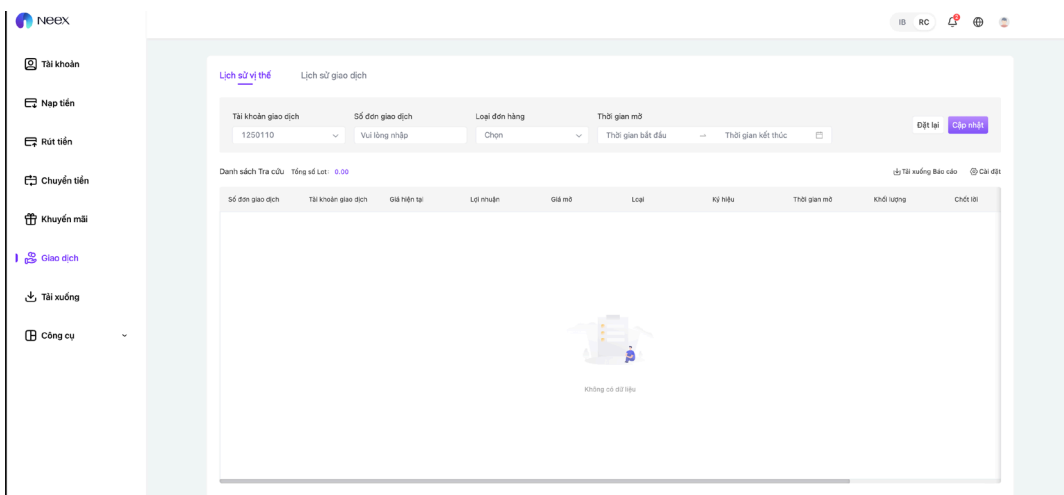 NEEX
IB RC 2
Tài khoản
Nạp tiền
Rút tiền
Chuyển tiền
Khuyến mãi
Giao dịch
Tải xuống
Công cụ
Lịch sử vị thế Lịch sử giao dịch
Tài khoản giao dịch Số đơn giao dịch Loại đơn hàng Thời gian mở
1250110 Vui lòng nhập Chọn Thời gian bắt đầu → Thời gian kết thúc Đặt lại Cập nhật
Danh sách Tra cứu Tổng số Lot: 0.00 Tải xuống Báo cáo Cài đặt
Số đơn giao dịch Tài khoản giao dịch Giá hiện tại Lợi nhuận Giá mở Loại Ký hiệu Thời gian mở Khối lượng Chốt lời
Không có dữ liệu